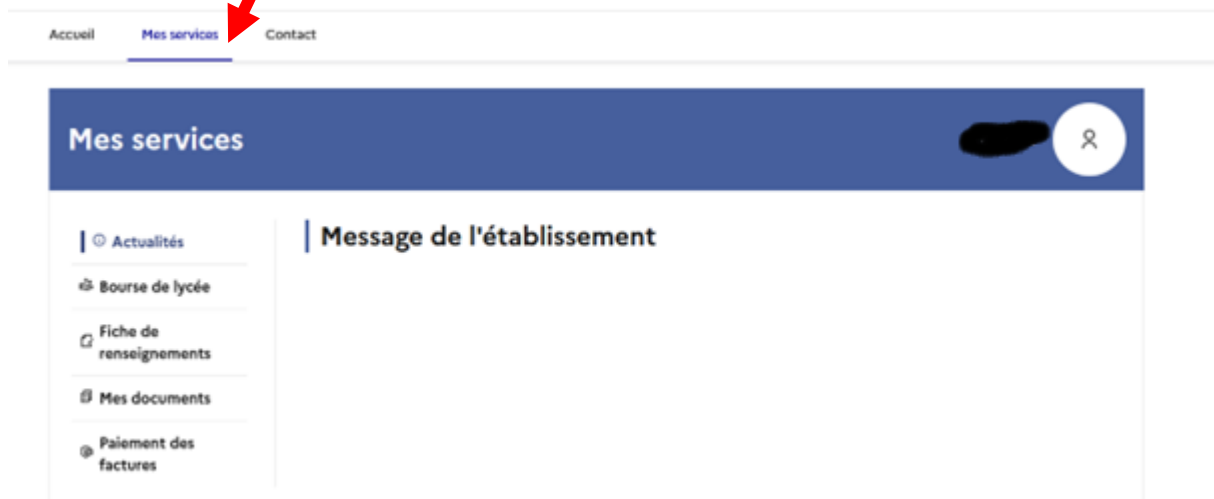 Accueil Mes services Contact
Mes services
Actualités
Message de l'établissement
Bourse de lycée
Fiche de
renseignements
Mes documents
Paiement des
factures